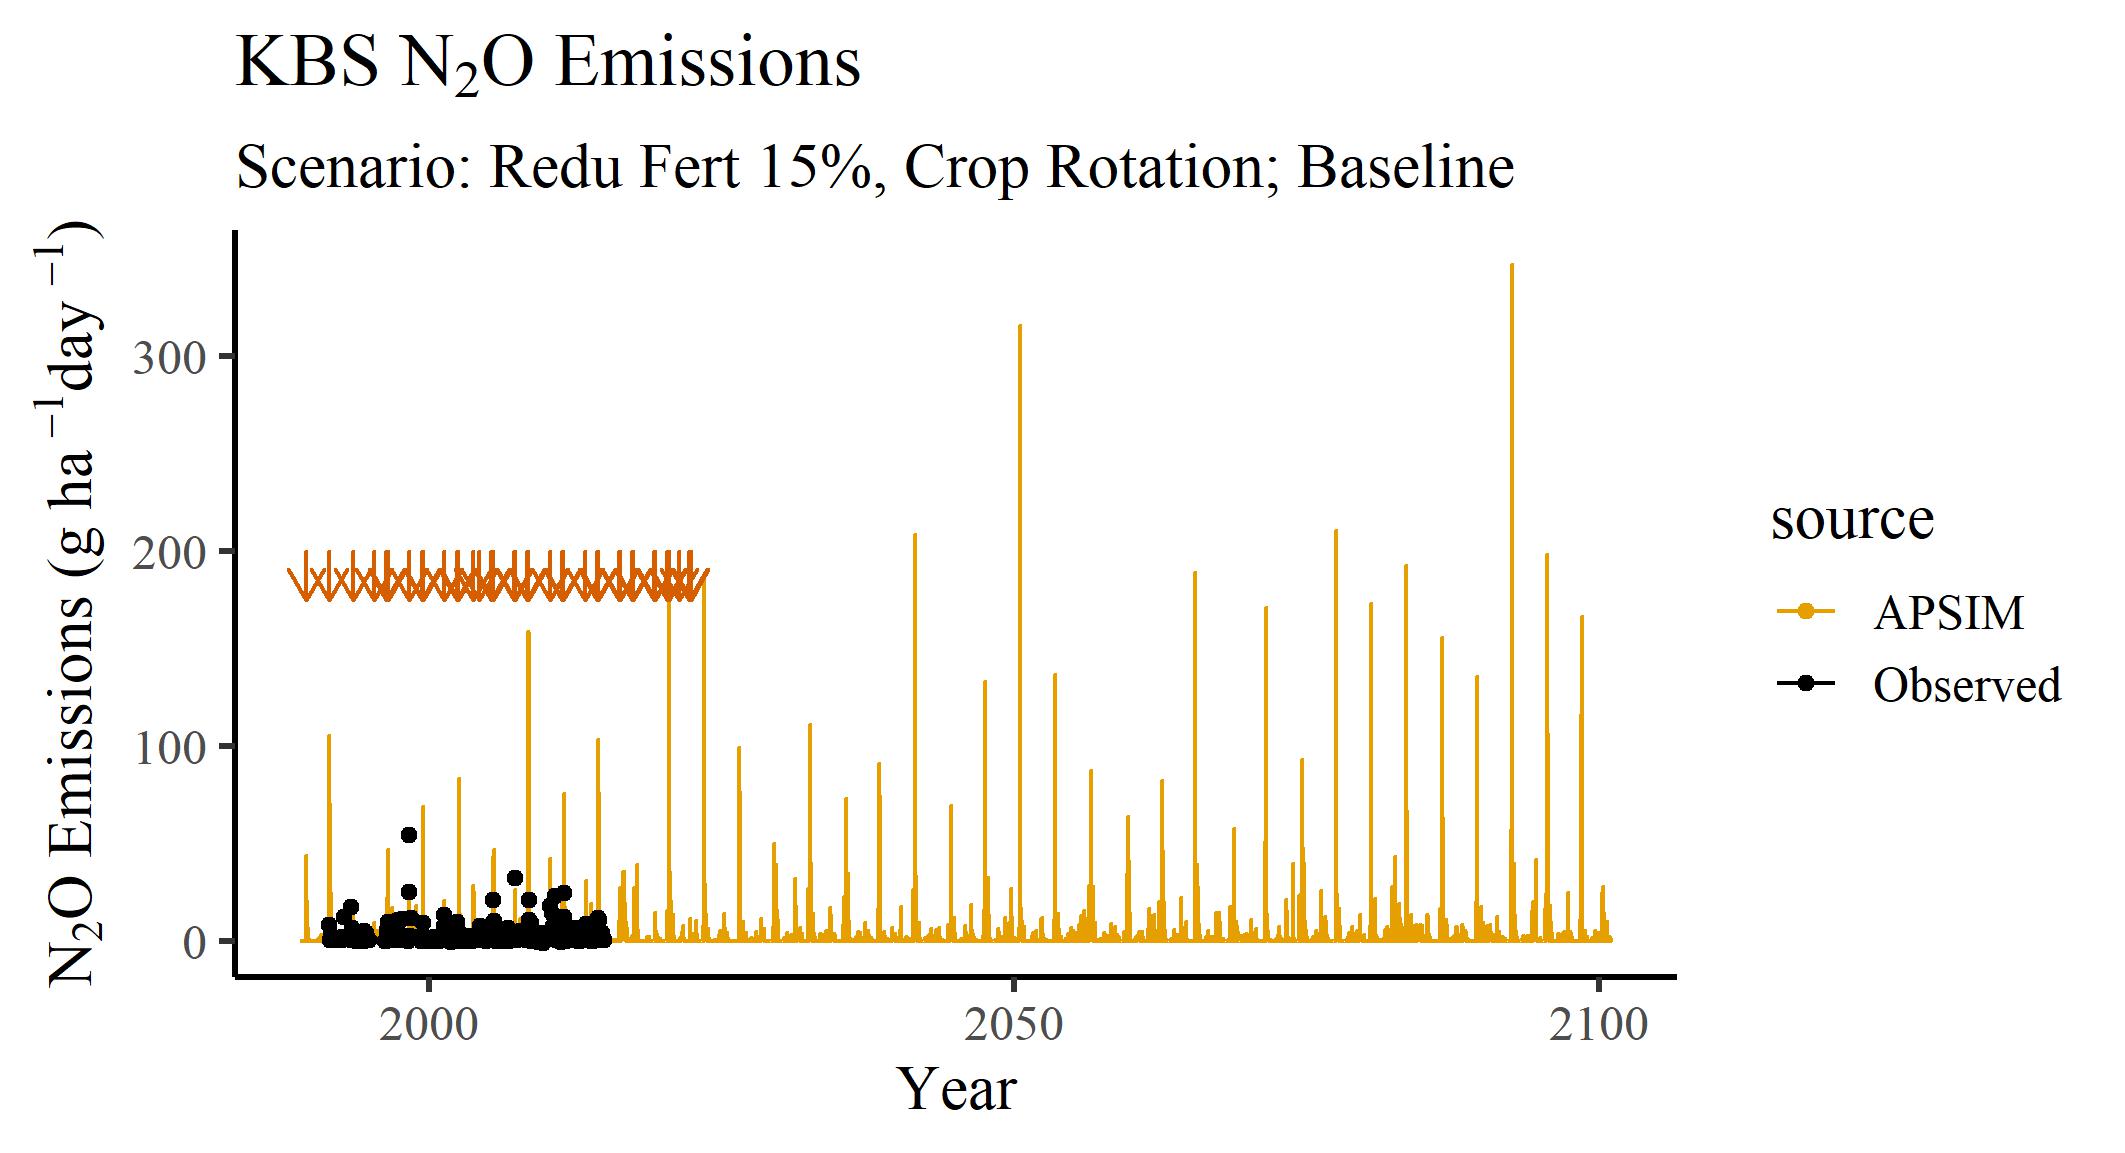 KBS N₂O Emissions
Scenario: Redu Fert 15%, Crop Rotation; Baseline
N₂O Emissions (g ha ⁻¹day ⁻¹)
300
200
100
0
2000
2050
2100
Year
source
APSIM
Observed